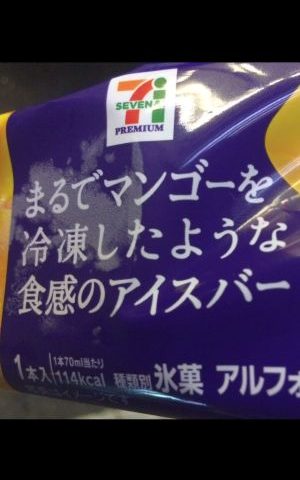 7
SEVEN
PREMIUM
まるでマンゴーを
冷凍したような
食感のアイスバー
1本入 1本70ml当たり
114kcal 種類別 氷菓 アルフォ